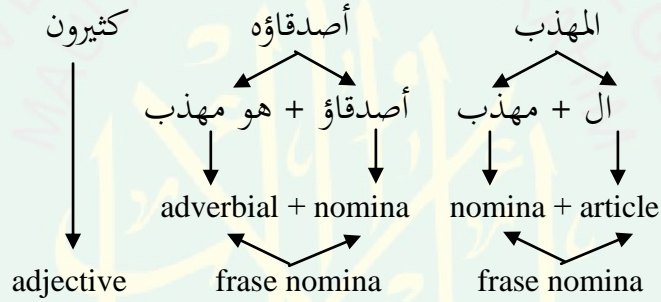 المهذب أصدقاؤه كثيرون
ال + مهذب أصدقاؤ + هو مهذب
adverbial + nomina nomina + article
adjective frase nomina frase nomina